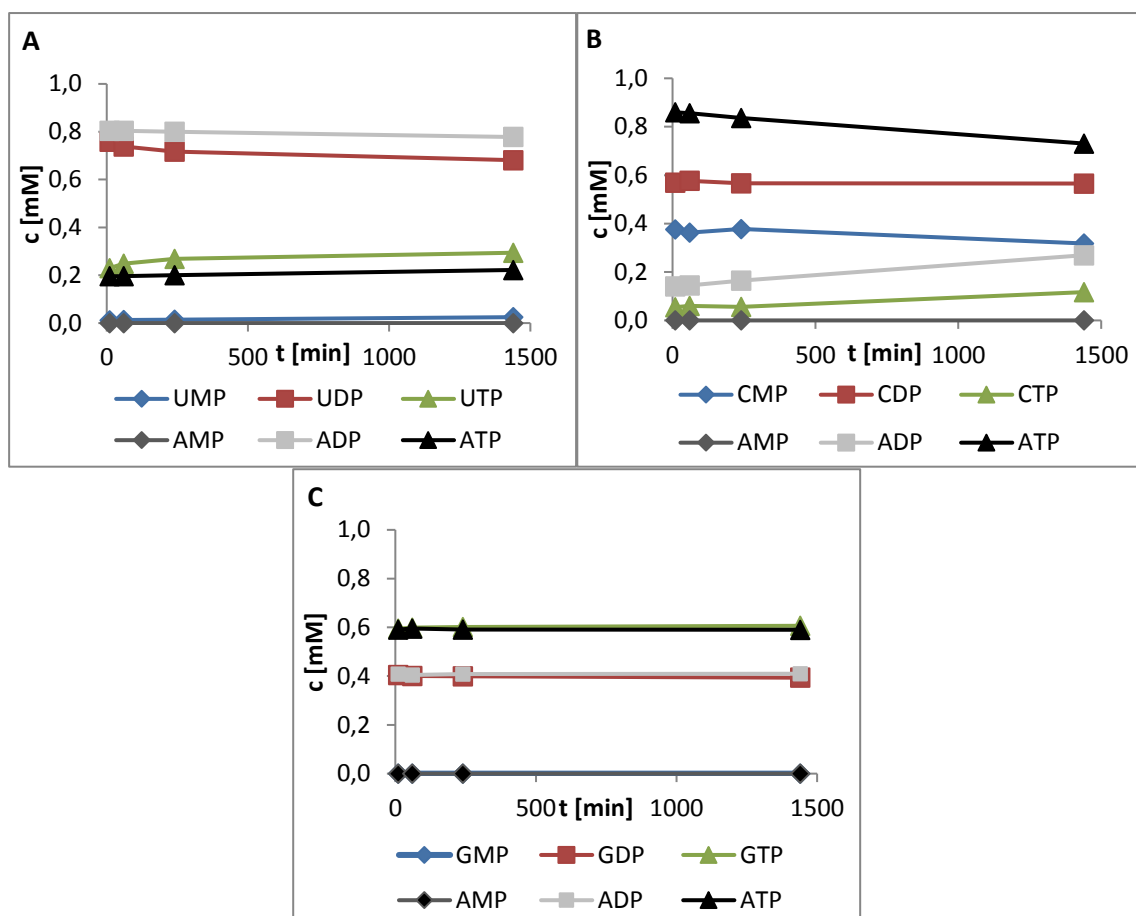 A
1,0
0,8
0,6
0,4
0,2
0,0
c [mM]
0 500 1000 1500
t [min]
UMP UDP UTP
AMP ADP ATP
B
1,0
0,8
0,6
0,4
0,2
0,0
c [mM]
0 500 1000 1500
t [min]
CMP CDP CTP
AMP ADP ATP
C
1,0
0,8
0,6
0,4
0,2
0,0
c [mM]
0 500 1000 1500
t [min]
GMP GDP GTP
AMP ADP ATP